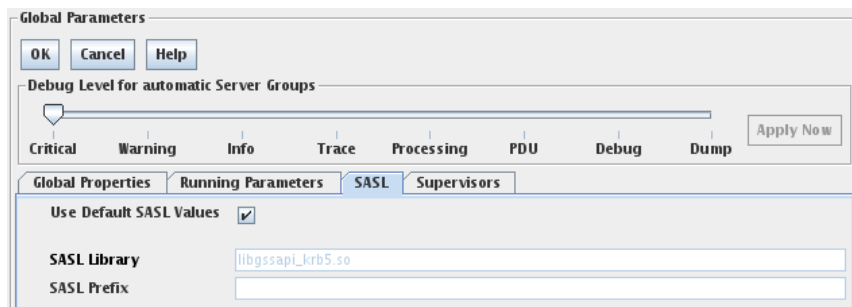 Global Parameters
OK Cancel Help
Debug Level for automatic Server Groups
Critical Warning Info Trace Processing PDU Debug Dump
Apply Now
Global Properties Running Parameters SASL Supervisors
Use Default SASL Values
SASL Library libgssapi_krb5.so
SASL Prefix